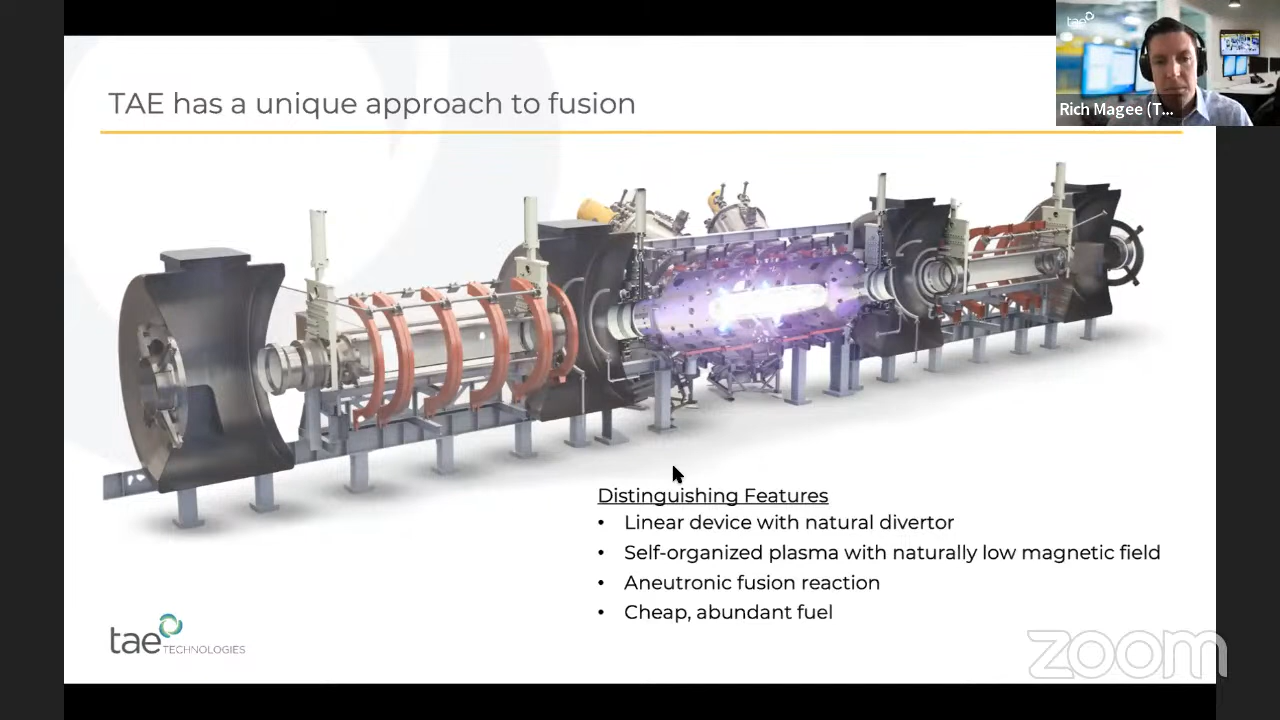 tae
Rich Magee (T...
TAE has a unique approach to fusion
Distinguishing Features
• Linear device with natural divertor
• Self-organized plasma with naturally low magnetic field
• Aneutronic fusion reaction
• Cheap, abundant fuel
tae TECHNOLOGIES
zoom